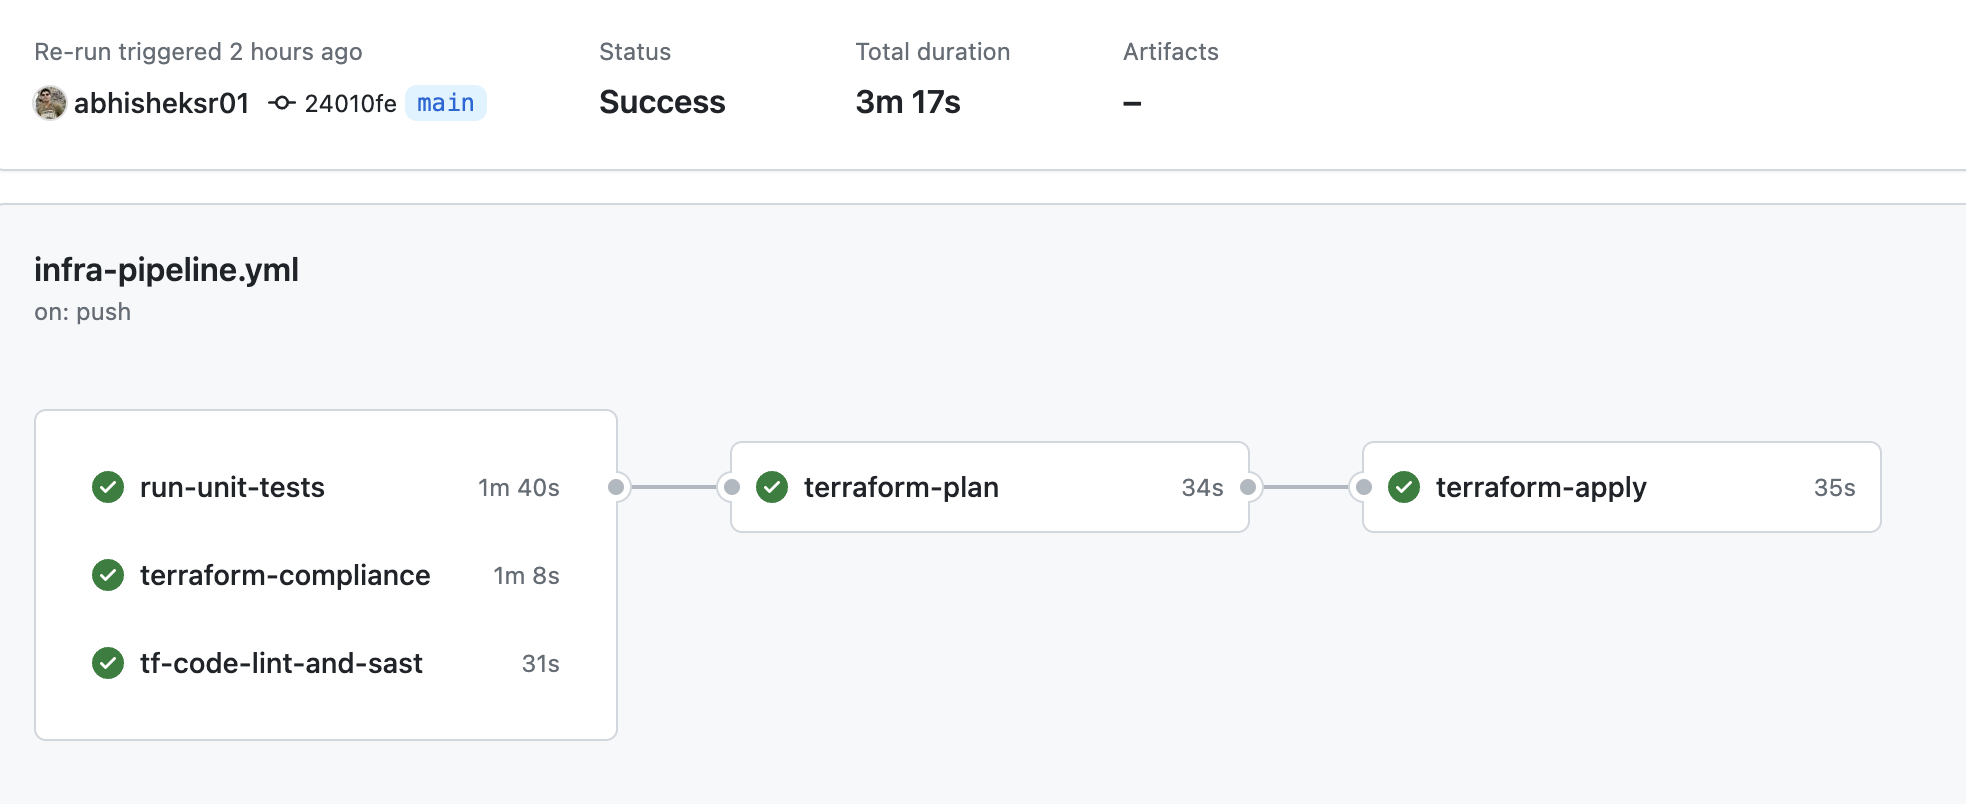 Re-run triggered 2 hours ago
abhisheksr01 24010fe main
Status
Success
Total duration
3m 17s
Artifacts
–
infra-pipeline.yml
on: push
run-unit-tests 1m 40s
terraform-compliance 1m 8s
tf-code-lint-and-sast 31s
terraform-plan 34s
terraform-apply 35s